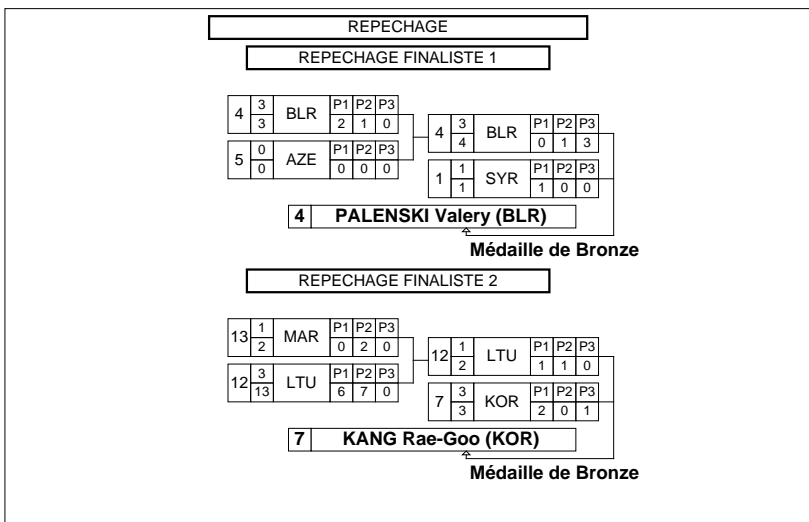 REPECHAGE
REPECHAGE FINALISTE 1
4 3 BLR P1 P2 P3
3 2 1 0
5 0 AZE P1 P2 P3
0 0 0 0
4 3 BLR P1 P2 P3
4 0 1 3
1 1 SYR P1 P2 P3
1 1 0 0
4 PALENSKI Valery (BLR)
Médaille de Bronze
REPECHAGE FINALISTE 2
13 1 MAR P1 P2 P3
2 0 2 0
12 3 LTU P1 P2 P3
13 6 7 0
12 1 LTU P1 P2 P3
2 1 1 0
7 3 KOR P1 P2 P3
3 2 0 1
7 KANG Rae-Goo (KOR)
Médaille de Bronze